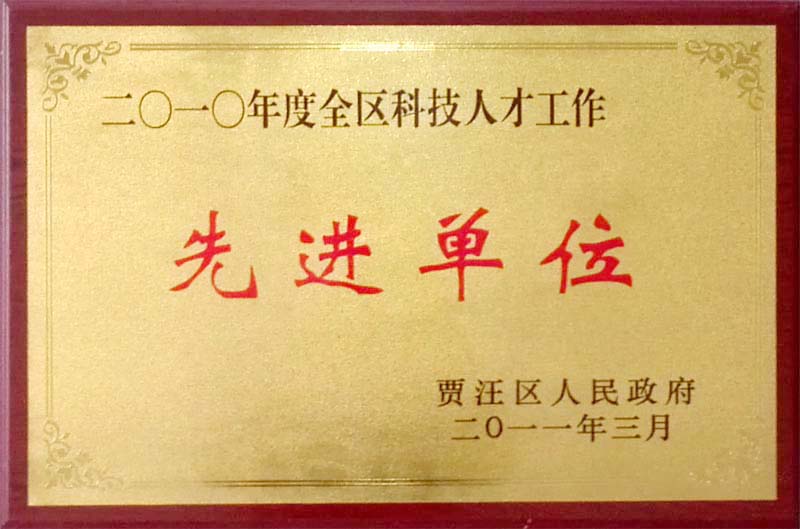 二〇一〇年度全区科技人才工作
先进单位
贾汪区人民政府
二〇一一年三月